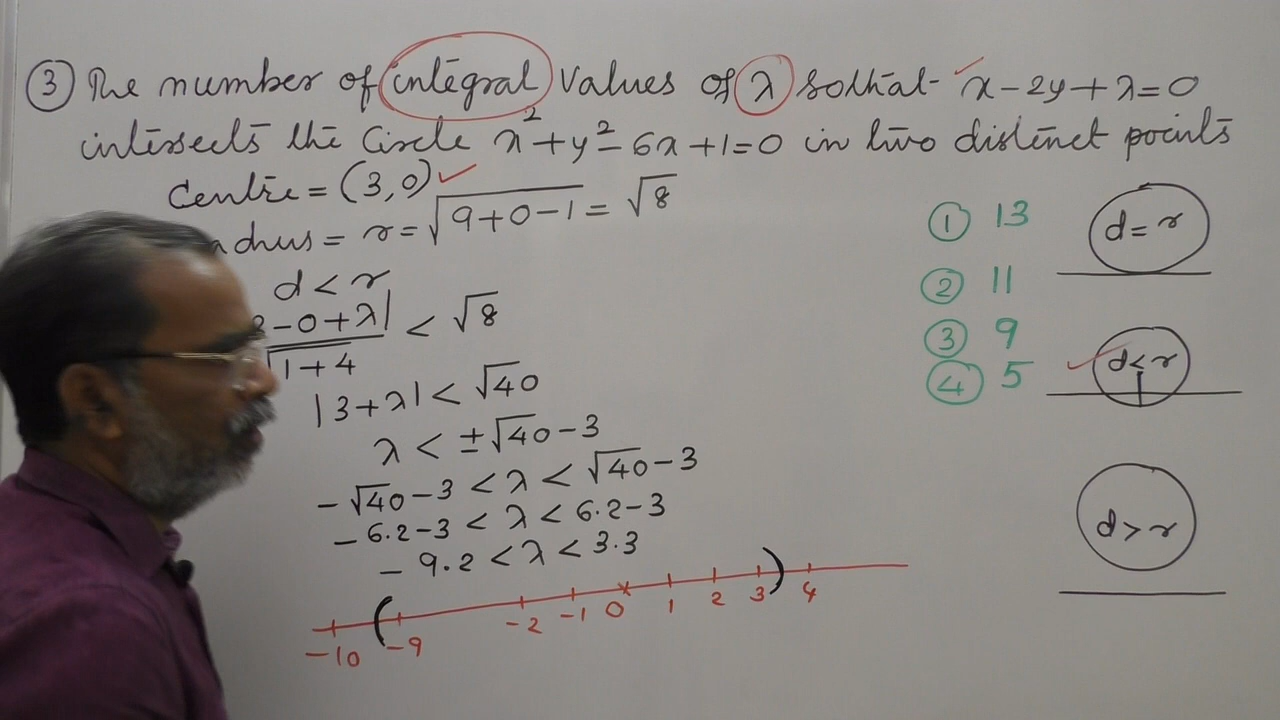 ③ The number of integral values of λ so that x-2y+λ=0
intersects the circle x²+y²-6x+1=0 in two distinct points
Centre = (3,0) ✓
adius = r = √9+0-1 = √8
d < r
-0+λ| < √8
√1+4
|3+λ| < √40
λ < ±√40-3
-√40-3 < λ < √40-3
-6.2-3 < λ < 6.2-3
-9.2 < λ < 3.3
-10 ( -9 -2 -1 0 1 2 3 ) 4
① 13
② 11
③ 9
④ 5
d = r
✓ d < r
d > r